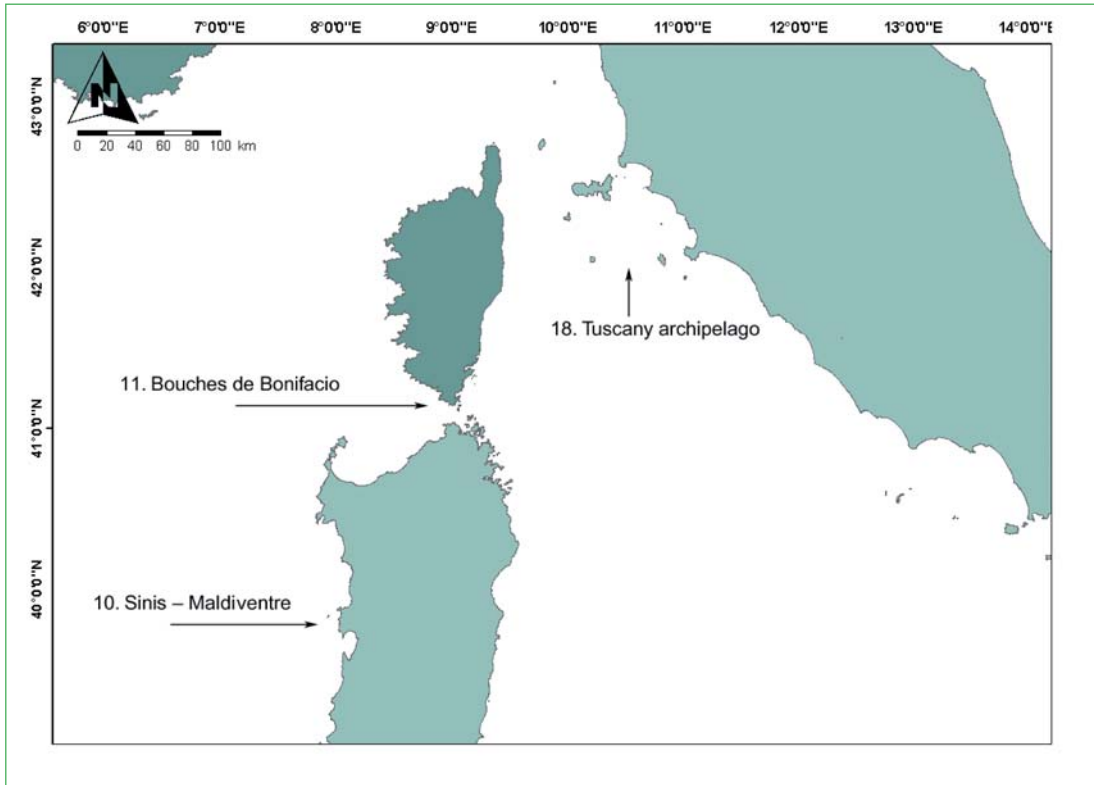 6°0'0"E 7°0'0"E 8°0'0"E 9°0'0"E 10°0'0"E 11°0'0"E 12°0'0"E 13°0'0"E 14°0'0"E
43°0'0"N
N
0 20 40 60 80 100 km
42°0'0"N
18. Tuscany archipelago
11. Bouches de Bonifacio
41°0'0"N
40°0'0"N
10. Sinis – Maldiventre